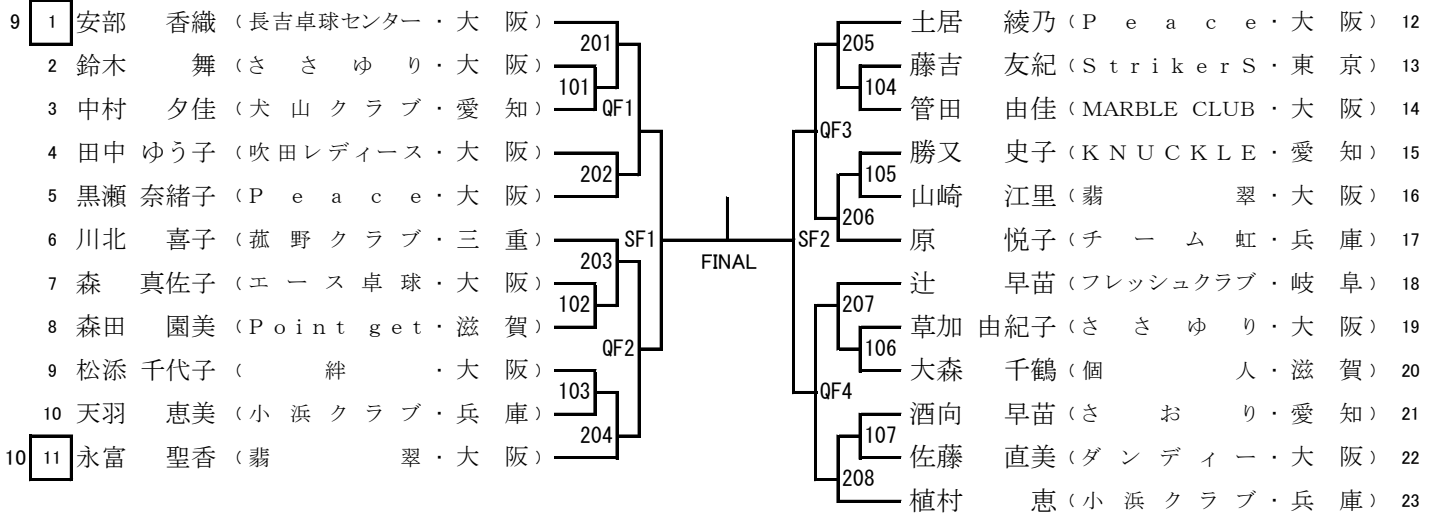 9 1 安部 香織 (長吉卓球センター・大 阪)
2 鈴木 舞 (さ さ ゆ り・大 阪)
3 中村 夕佳 (犬 山 ク ラ ブ・愛 知)
4 田中 ゆう子 (吹田レディース・大 阪)
5 黒瀬 奈緒子 (P e a c e・大 阪)
6 川北 喜子 (菰 野 ク ラ ブ・三 重)
7 森 真佐子 (エ ー ス 卓 球・大 阪)
8 森田 園美 (Point get・滋 賀)
9 松添 千代子 (絆・大 阪)
10 天羽 恵美 (小 浜 ク ラ ブ・兵 庫)
10 11 永富 聖香 (翡 翠・大 阪)
201
101
QF1
202
SF1
203
102
QF2
103
204
FINAL
205
104
QF3
105
206
SF2
207
106
QF4
107
208
土居 綾乃 (P e a c e・大 阪) 12
藤吉 友紀 (StrikerS・東 京) 13
管田 由佳 (MARBLE CLUB・大 阪) 14
勝又 史子 (KNUCKLE・愛 知) 15
山崎 江里 (翡 翠・大 阪) 16
原 悦子 (チ ー ム 虹・兵 庫) 17
辻 早苗 (フレッシュクラブ・岐 阜) 18
草加 由紀子 (さ さ ゆ り・大 阪) 19
大森 千鶴 (個 人・滋 賀) 20
酒向 早苗 (さ お り・愛 知) 21
佐藤 直美 (ダ ン デ ィ ー・大 阪) 22
植村 恵 (小 浜 ク ラ ブ・兵 庫) 23